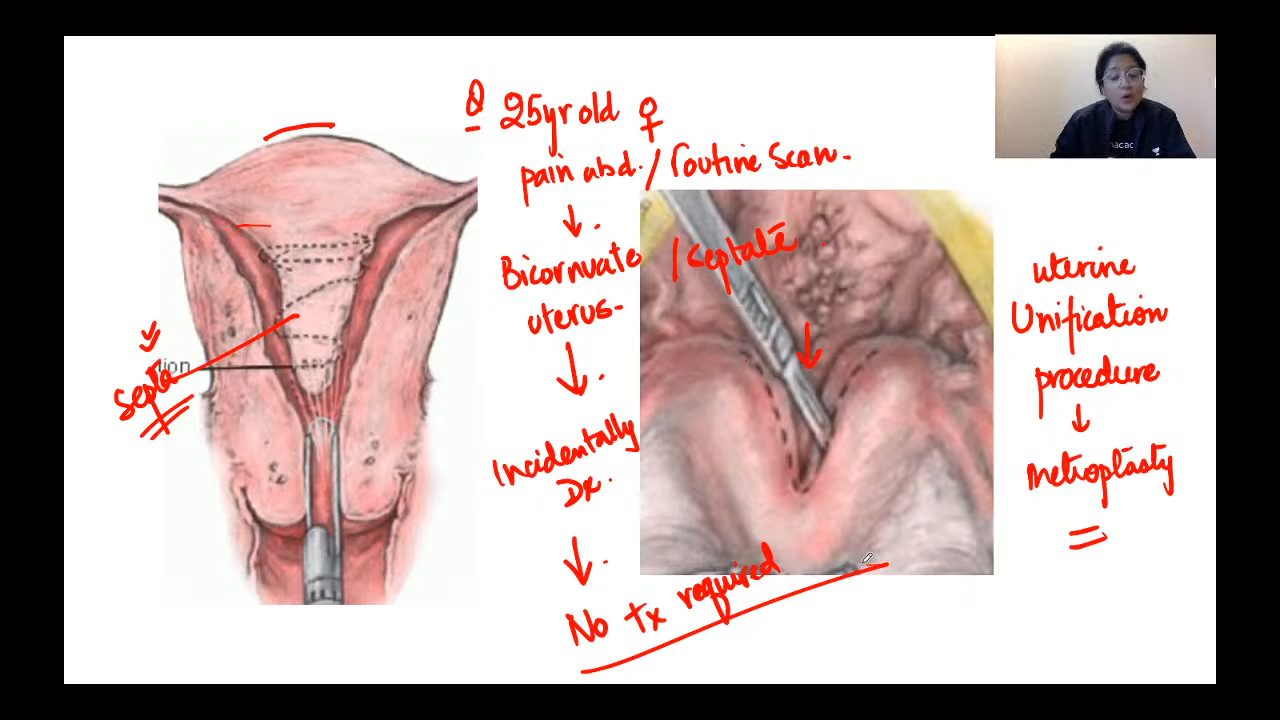 Q 25yr old ♀
pain abd. / routine scan.
↓
Bicornuate / septate
uterus.
↓
Incidentally
Dx.
↓
No tx required
septa
ion
uterine
Unification
procedure
↓
metroplasty